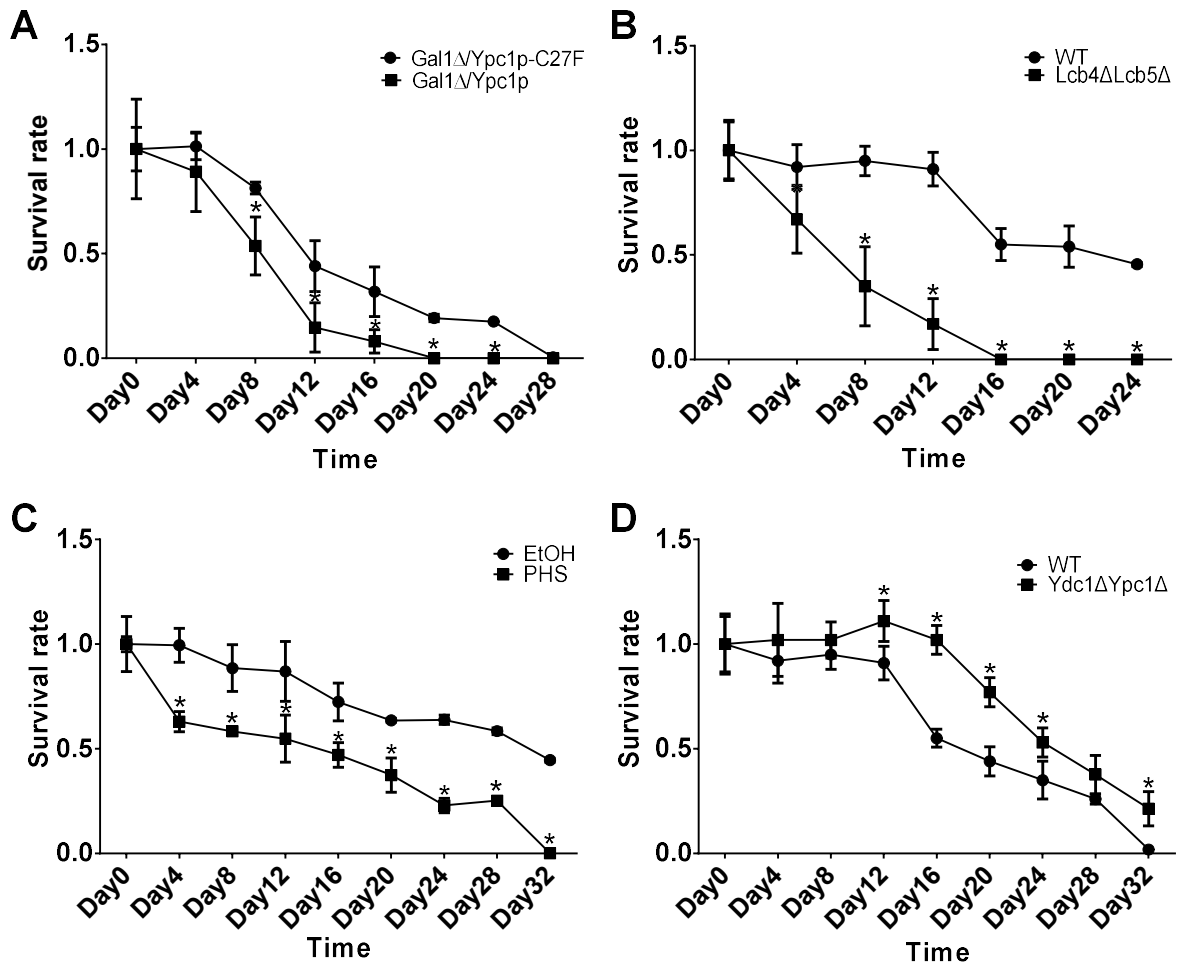 A
1.5
1.0
0.5
0.0
Survival rate
Gal1Δ/Ypc1p-C27F
Gal1Δ/Ypc1p
*
*
*
*
*
Day0
Day4
Day8
Day12
Day16
Day20
Day24
Day28
Time
B
1.5
1.0
0.5
0.0
Survival rate
WT
Lcb4ΔLcb5Δ
*
*
*
*
*
*
Day0
Day4
Day8
Day12
Day16
Day20
Day24
Time
C
1.5
1.0
0.5
0.0
Survival rate
EtOH
PHS
*
*
*
*
*
*
*
*
Day0
Day4
Day8
Day12
Day16
Day20
Day24
Day28
Day32
Time
D
1.5
1.0
0.5
0.0
Survival rate
WT
Ydc1ΔYpc1Δ
*
*
*
*
*
Day0
Day4
Day8
Day12
Day16
Day20
Day24
Day28
Day32
Time